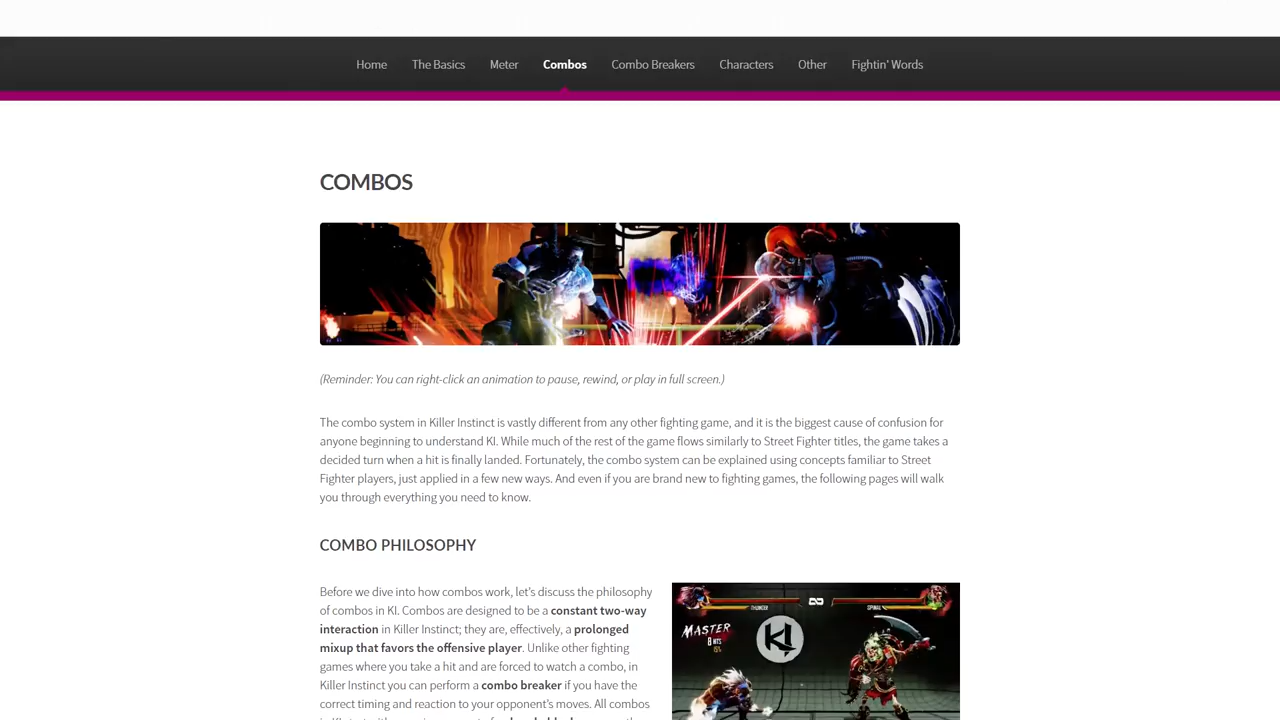 Home The Basics Meter Combos Combo Breakers Characters Other Fightin' Words
COMBOS
(Reminder: You can right-click an animation to pause, rewind, or play in full screen.)
The combo system in Killer Instinct is vastly different from any other fighting game, and it is the biggest cause of confusion for
anyone beginning to understand KI. While much of the rest of the game flows similarly to Street Fighter titles, the game takes a
decided turn when a hit is finally landed. Fortunately, the combo system can be explained using concepts familiar to Street
Fighter players, just applied in a few new ways. And even if you are brand new to fighting games, the following pages will walk
you through everything you need to know.
COMBO PHILOSOPHY
Before we dive into how combos work, let's discuss the philosophy
of combos in KI. Combos are designed to be a constant two-way
interaction in Killer Instinct; they are, effectively, a prolonged
mixup that favors the offensive player. Unlike other fighting
games where you take a hit and are forced to watch a combo, in
Killer Instinct you can perform a combo breaker if you have the
correct timing and reaction to your opponent's moves. All combos
THUNDER SPINAL
MASTER
8 HITS
15%
KI